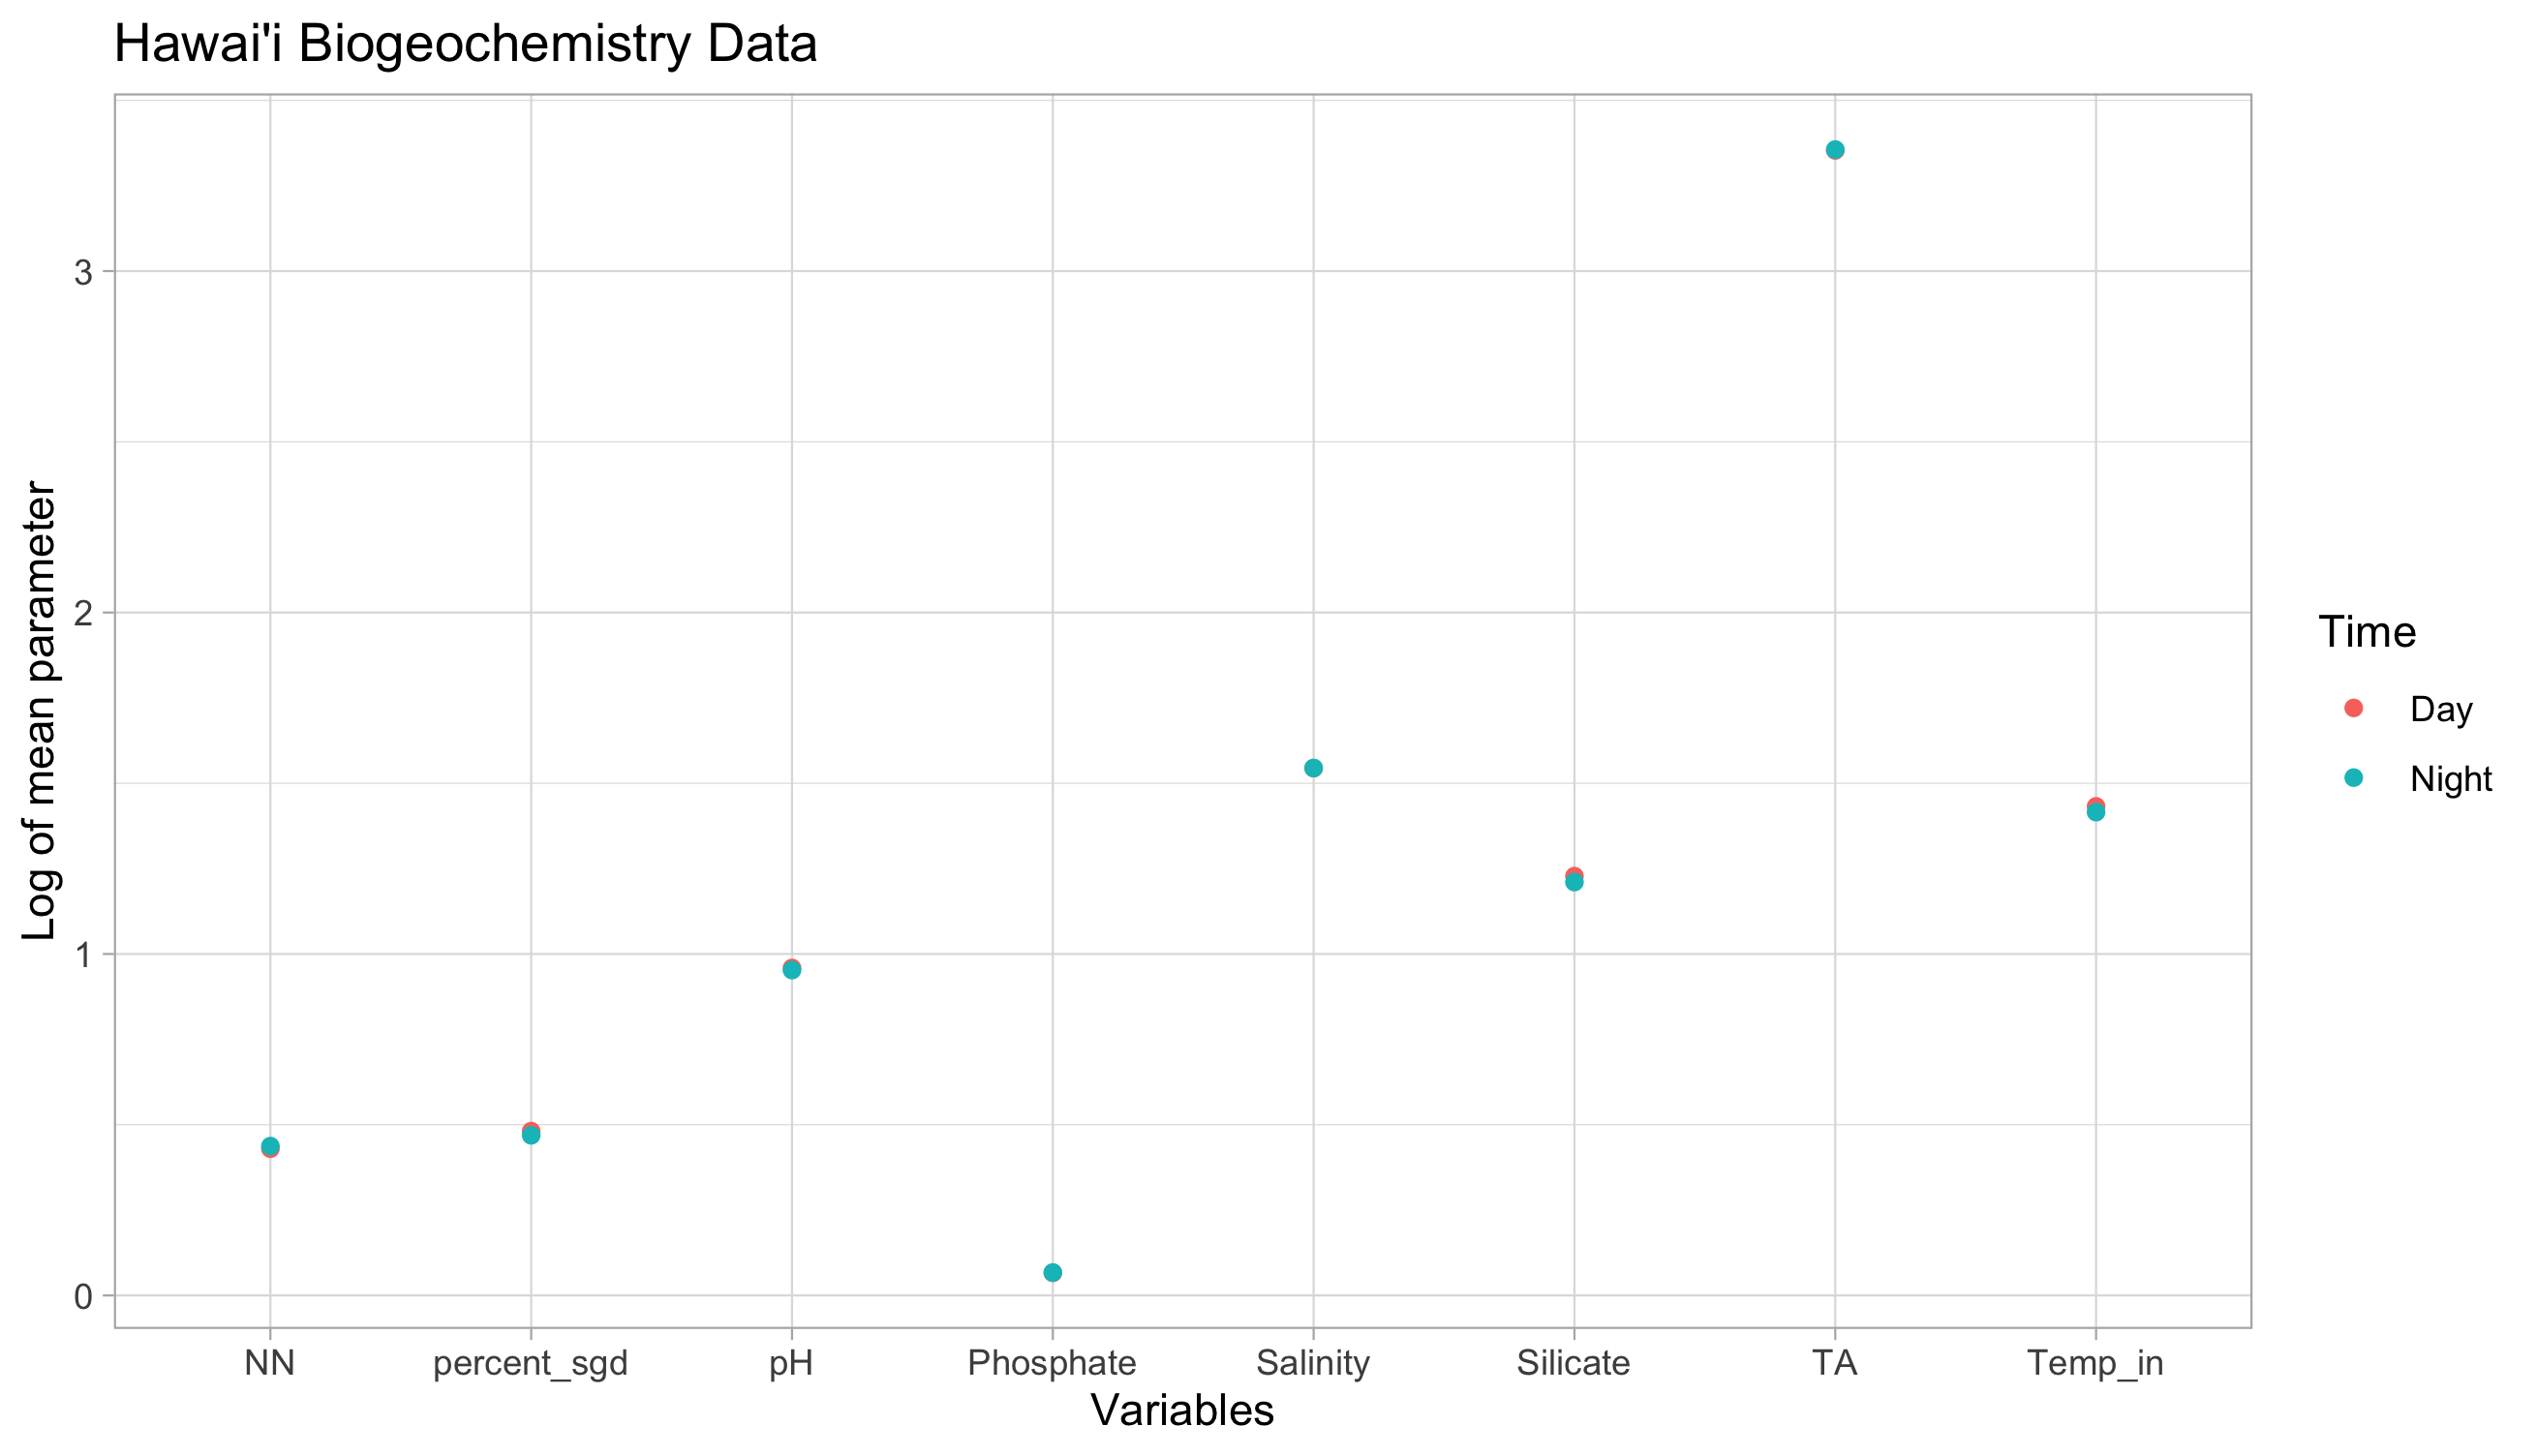 Hawai'i Biogeochemistry Data
Log of mean parameter
3
2
1
0
NN percent_sgd pH Phosphate Salinity Silicate TA Temp_in
Variables
Time
Day
Night